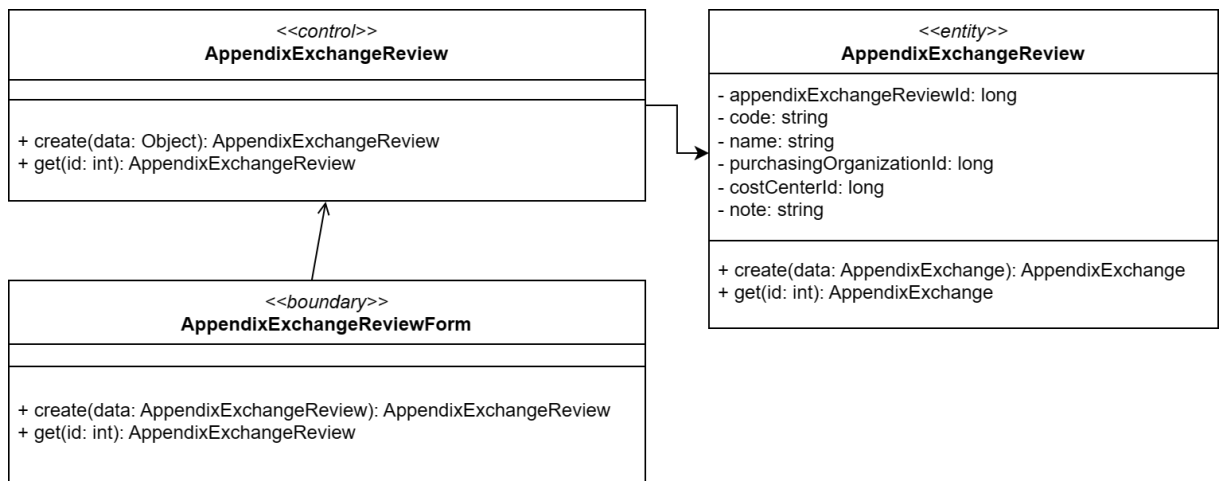 <<control>>
AppendixExchangeReview
+ create(data: Object): AppendixExchangeReview
+ get(id: int): AppendixExchangeReview
<<entity>>
AppendixExchangeReview
- appendixExchangeReviewId: long
- code: string
- name: string
- purchasingOrganizationId: long
- costCenterId: long
- note: string
+ create(data: AppendixExchange): AppendixExchange
+ get(id: int): AppendixExchange
<<boundary>>
AppendixExchangeReviewForm
+ create(data: AppendixExchangeReview): AppendixExchangeReview
+ get(id: int): AppendixExchangeReview